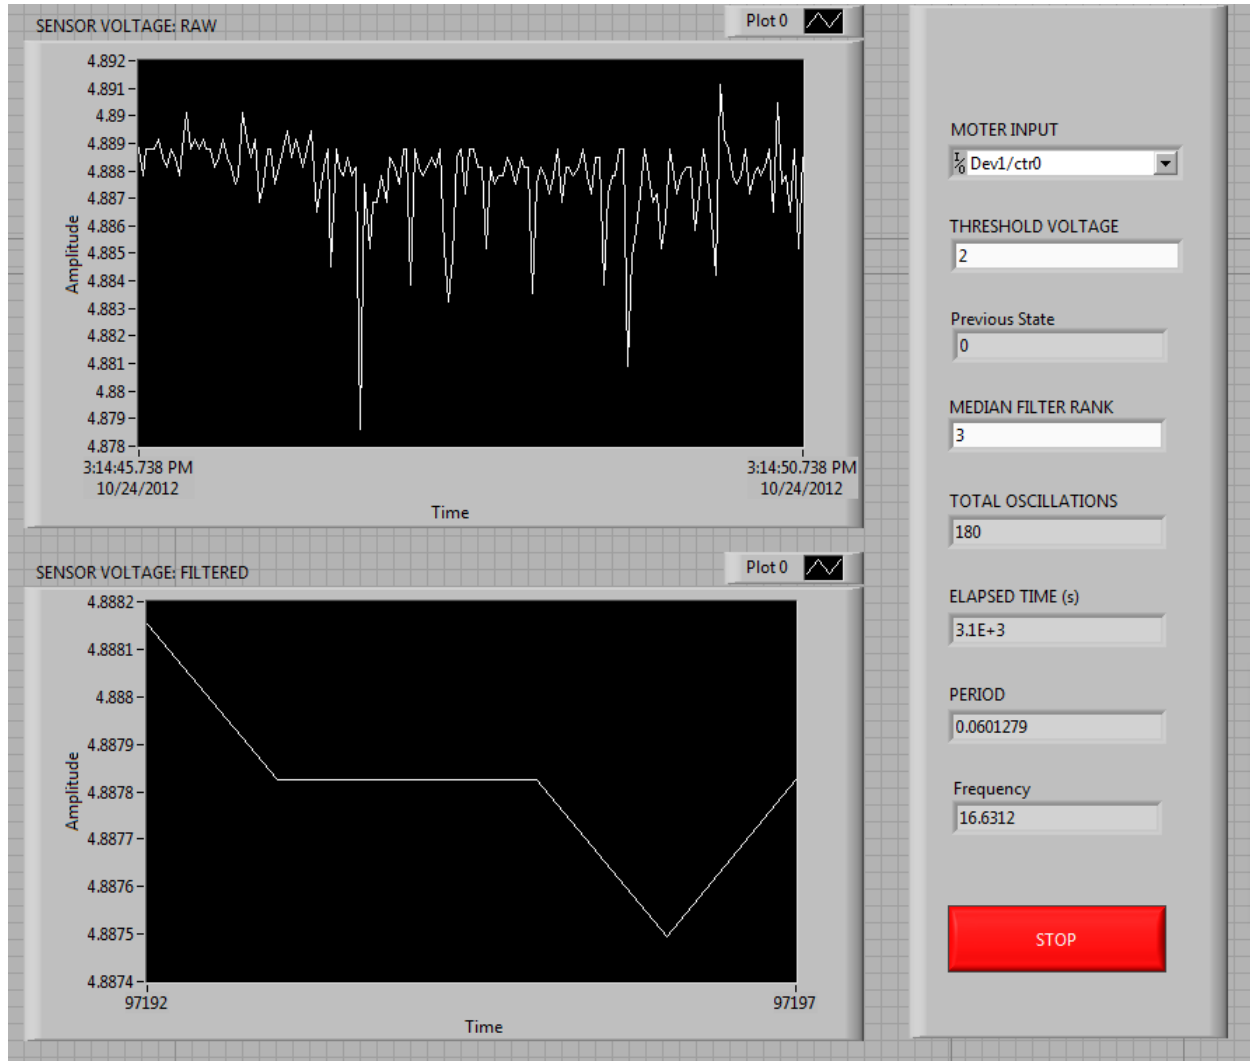 SENSOR VOLTAGE: RAW
Plot 0
4.892
4.891
4.89
4.889
4.888
4.887
4.886
4.885
4.884
4.883
4.882
4.881
4.88
4.879
4.878
Amplitude
3:14:45.738 PM
10/24/2012
3:14:50.738 PM
10/24/2012
Time
SENSOR VOLTAGE: FILTERED
Plot 0
4.8882
4.8881
4.888
4.8879
4.8878
4.8877
4.8876
4.8875
4.8874
Amplitude
97192
97197
Time
MOTER INPUT
I/O Dev1/ctr0
THRESHOLD VOLTAGE
2
Previous State
0
MEDIAN FILTER RANK
3
TOTAL OSCILLATIONS
180
ELAPSED TIME (s)
3.1E+3
PERIOD
0.0601279
Frequency
16.6312
STOP